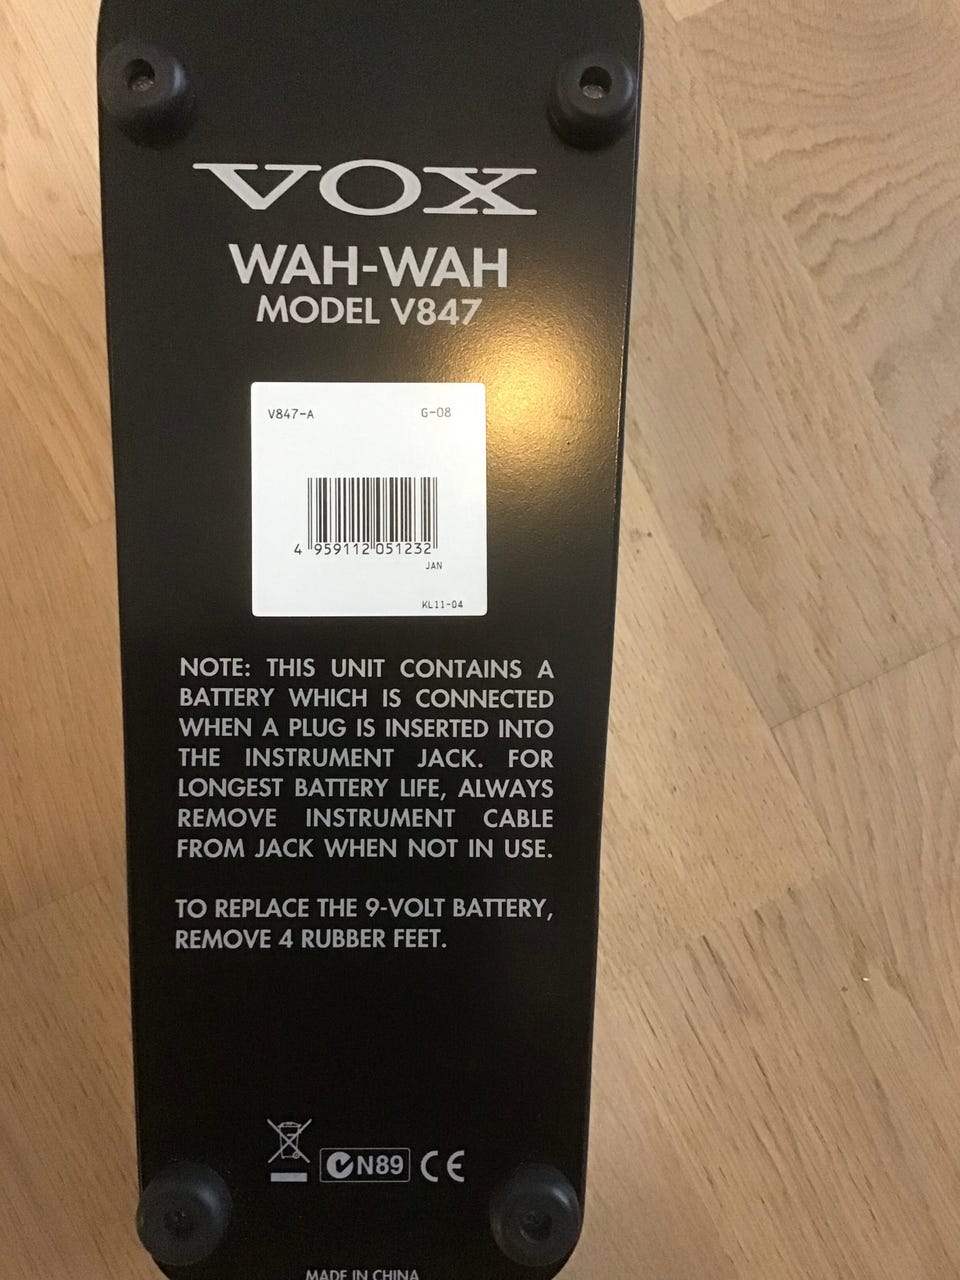 VOX
WAH-WAH
MODEL V847
V847-A G-08
4 959112 051232
JAN
KL11-04
NOTE: THIS UNIT CONTAINS A
BATTERY WHICH IS CONNECTED
WHEN A PLUG IS INSERTED INTO
THE INSTRUMENT JACK. FOR
LONGEST BATTERY LIFE, ALWAYS
REMOVE INSTRUMENT CABLE
FROM JACK WHEN NOT IN USE.
TO REPLACE THE 9-VOLT BATTERY,
REMOVE 4 RUBBER FEET.
N89 CE
MADE IN CHINA